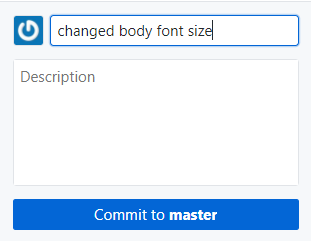 changed body font size
Description
Commit to master